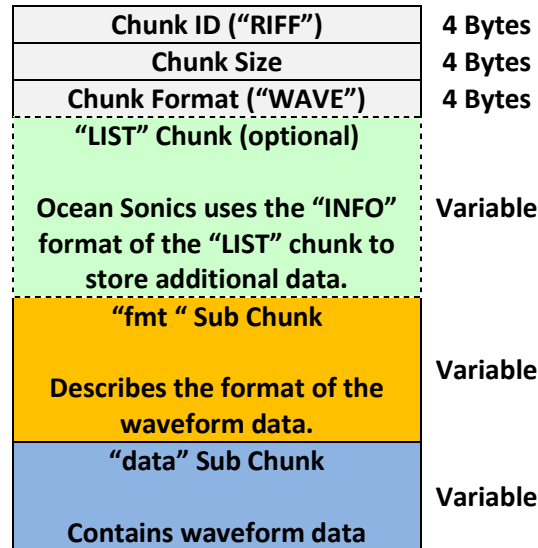 Chunk ID (“RIFF”) 4 Bytes
Chunk Size 4 Bytes
Chunk Format (“WAVE”) 4 Bytes
“LIST” Chunk (optional)
Ocean Sonics uses the “INFO”
format of the “LIST” chunk to
store additional data.
Variable
“fmt “ Sub Chunk
Describes the format of the
waveform data.
Variable
“data” Sub Chunk
Contains waveform data
Variable